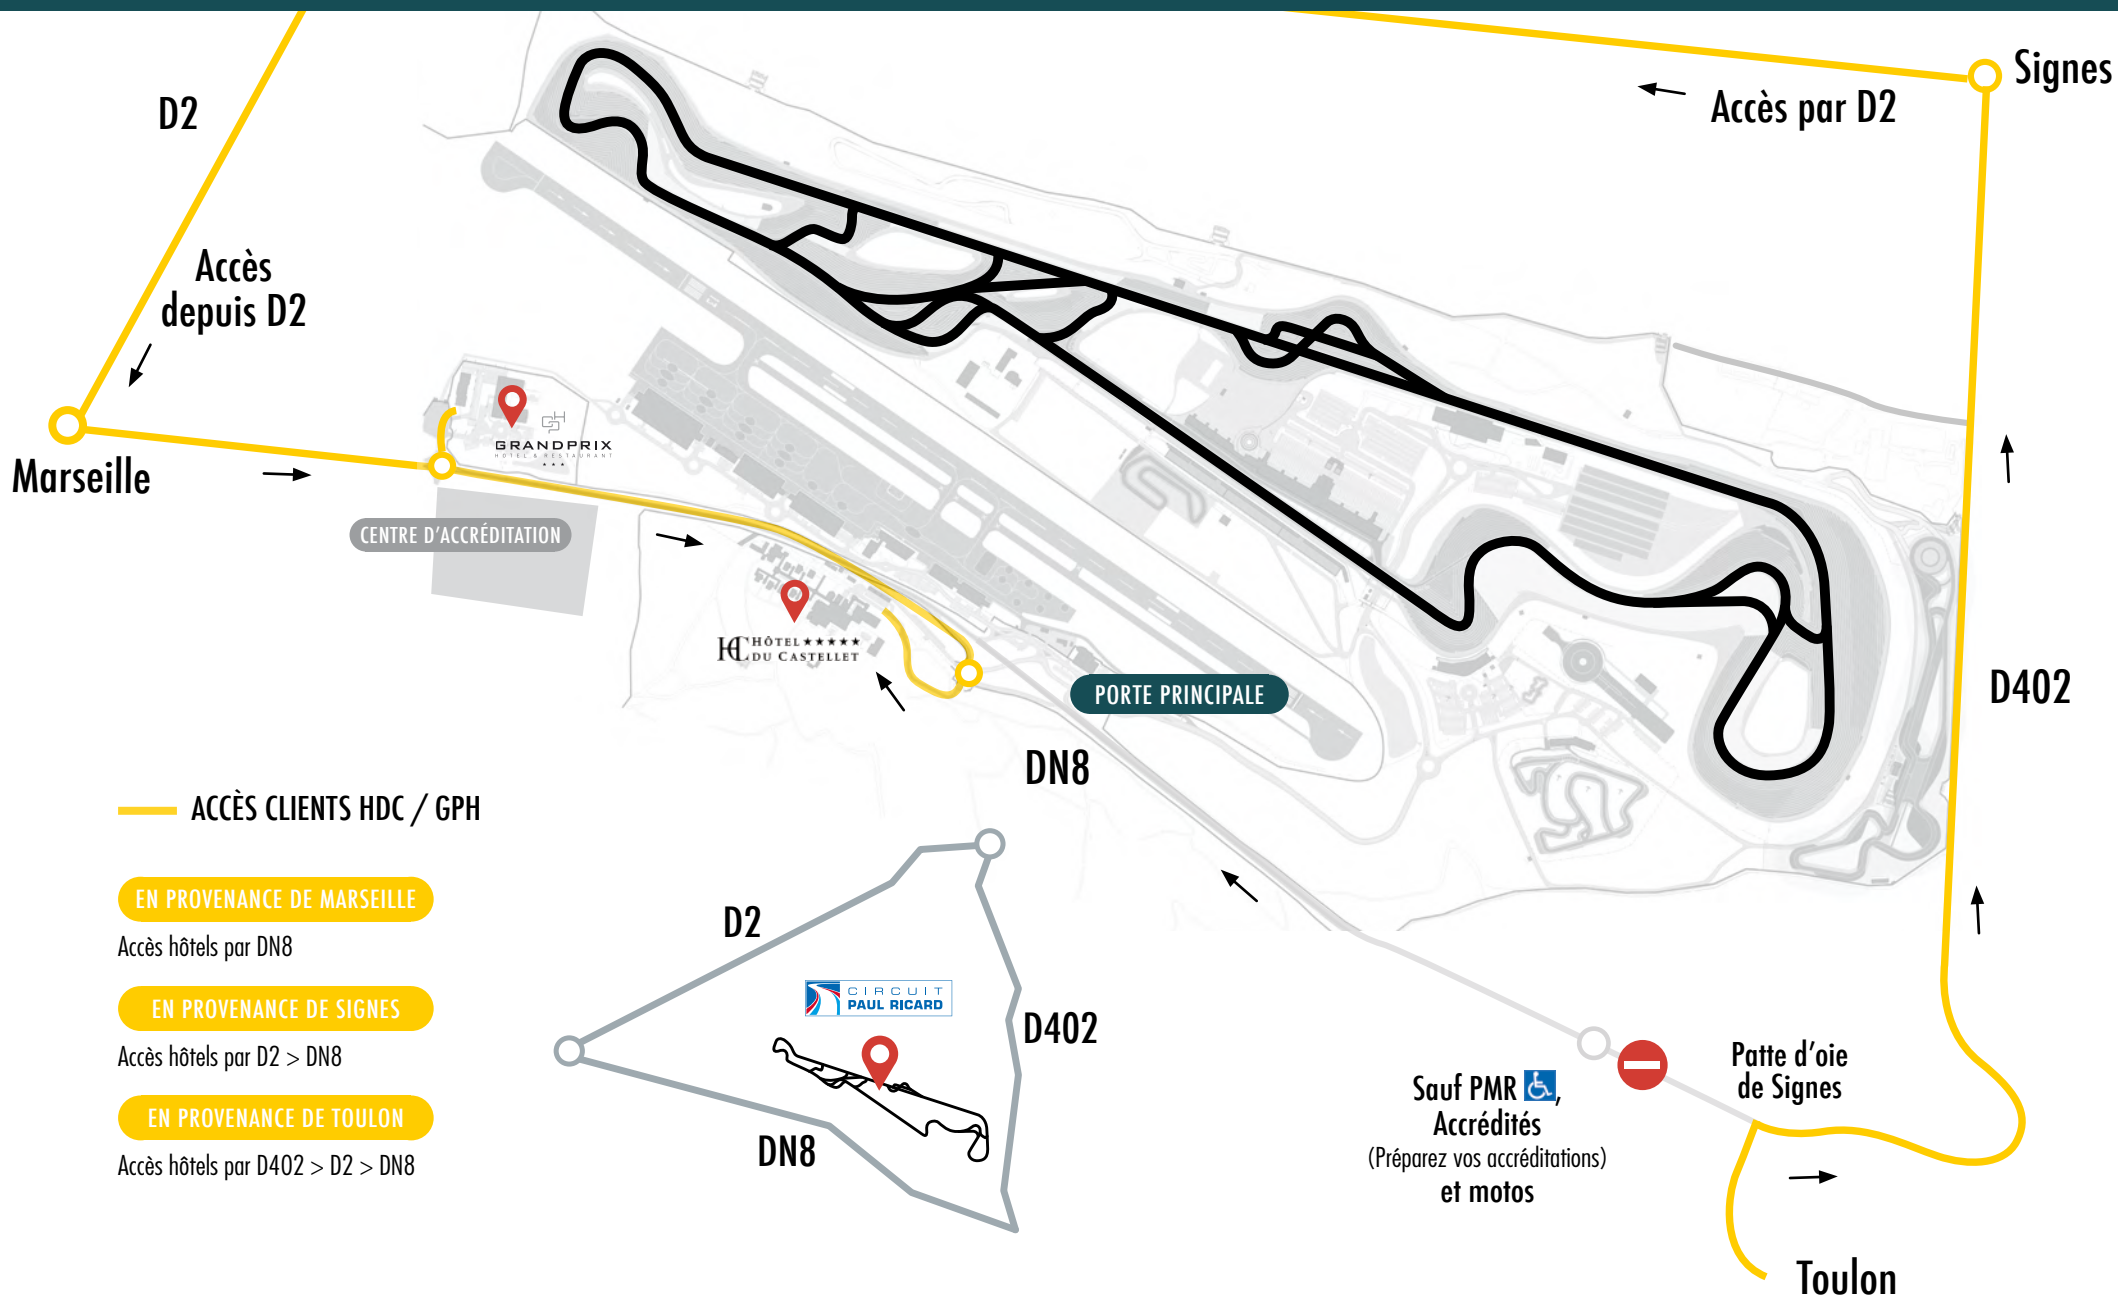 Signes
Accès par D2
D2
Accès
depuis D2
Marseille
GRANDPRIX
HOTEL & RESTAURANT
CENTRE D'ACCRÉDITATION
HC HÔTEL ★★★★★
DU CASTELLET
PORTE PRINCIPALE
DN8
D402
ACCÈS CLIENTS HDC / GPH
EN PROVENANCE DE MARSEILLE
Accès hôtels par DN8
EN PROVENANCE DE SIGNES
Accès hôtels par D2 > DN8
EN PROVENANCE DE TOULON
Accès hôtels par D402 > D2 > DN8
D2
CIRCUIT
PAUL RICARD
D402
DN8
Sauf PMR ,
Accrédités
(Préparez vos accréditations)
et motos
Patte d'oie
de Signes
Toulon